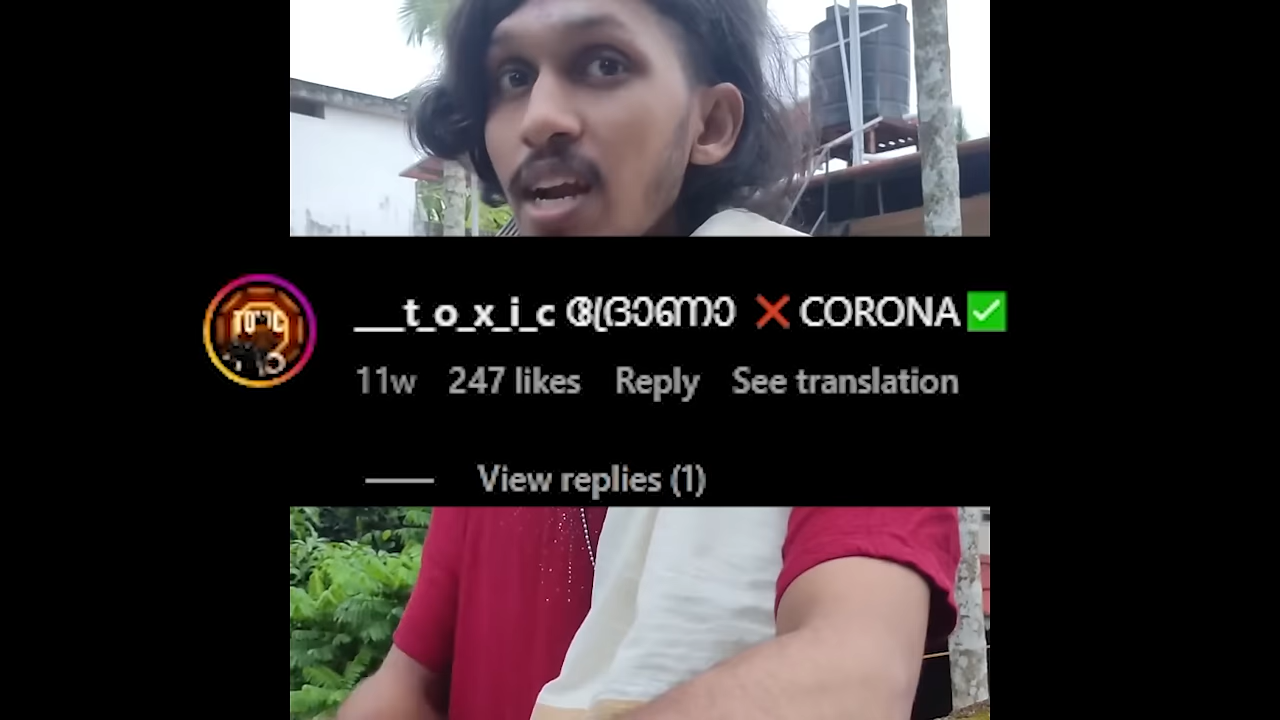 ___t_o_x_i_c ദ്രോണോ ❌ CORONA ✅
11w 247 likes Reply See translation
View replies (1)